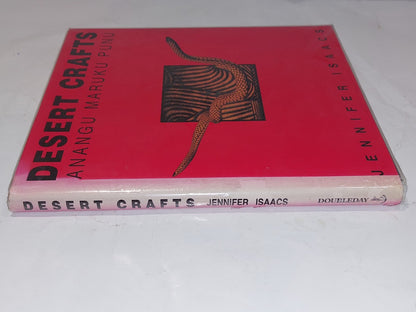 DESERT CRAFTS
ANANGU MARUKU PUNU
JENNIFER ISAACS
DESERT CRAFTS JENNIFER ISAACS DOUBLEDAY